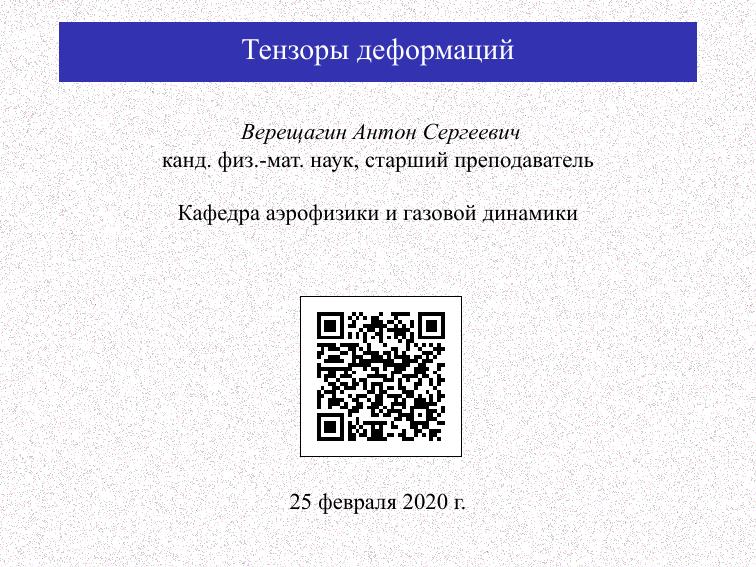 Тензоры деформаций
Верещагин Антон Сергеевич
канд. физ.-мат. наук, старший преподаватель
Кафедра аэрофизики и газовой динамики
25 февраля 2020 г.